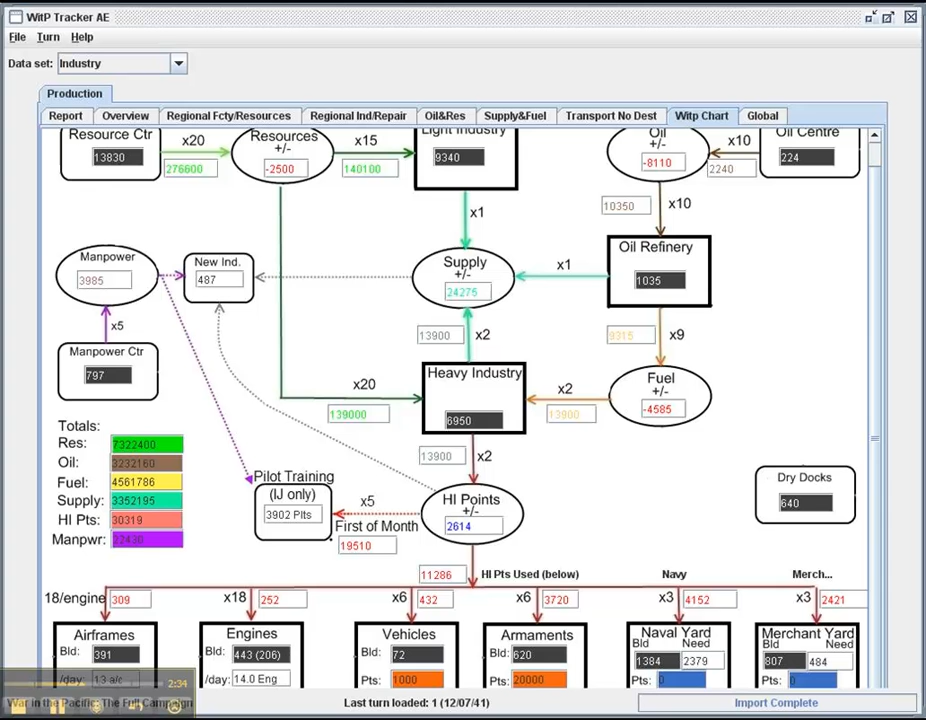 WitP Tracker AE
File Turn Help
Data set: Industry
Production
Report Overview Regional Fcty/Resources Regional Ind/Repair Oil&Res Supply&Fuel Transport No Dest Witp Chart Global
Resource Ctr x20 Resources x15 Light Industry Oil x10 Oil Centre
+/- +/-
13830 276600 -2500 140100 9340 -8110 2240 224
x1 10350 x10
Manpower New Ind. Supply x1 Oil Refinery
+/-
3985 487 24275 1035
x5 13900 x2 9315 x9
Manpower Ctr Heavy Industry Fuel
x20 x2 +/-
797 139000 6950 13900 -4585
Totals:
Res: 7322400
Oil: 3232160
Fuel: 4561786
Supply: 3352195
HI Pts: 30319
Manpwr: 22430
13900 x2
Pilot Training
(IJ only) x5 HI Points
+/-
3902 Plts 2614
First of Month
19510
Dry Docks
640
11286 HI Pts Used (below) Navy Merch...
18/engine 309 x18 252 x6 432 x6 3720 x3 4152 x3 2421
Airframes Engines Vehicles Armaments Naval Yard Merchant Yard
Bld Need Bld Need
Bld: 391 Bld: 443 (206) Bld: 72 Bld: 620 1384 2379 807 484
/day: 13 a/c /day: 14.0 Eng Pts: 1000 Pts: 20000 Pts: 0 Pts: 0
2:34
War in the Pacific: The Full Campaign Last turn loaded: 1 (12/07/41) Import Complete